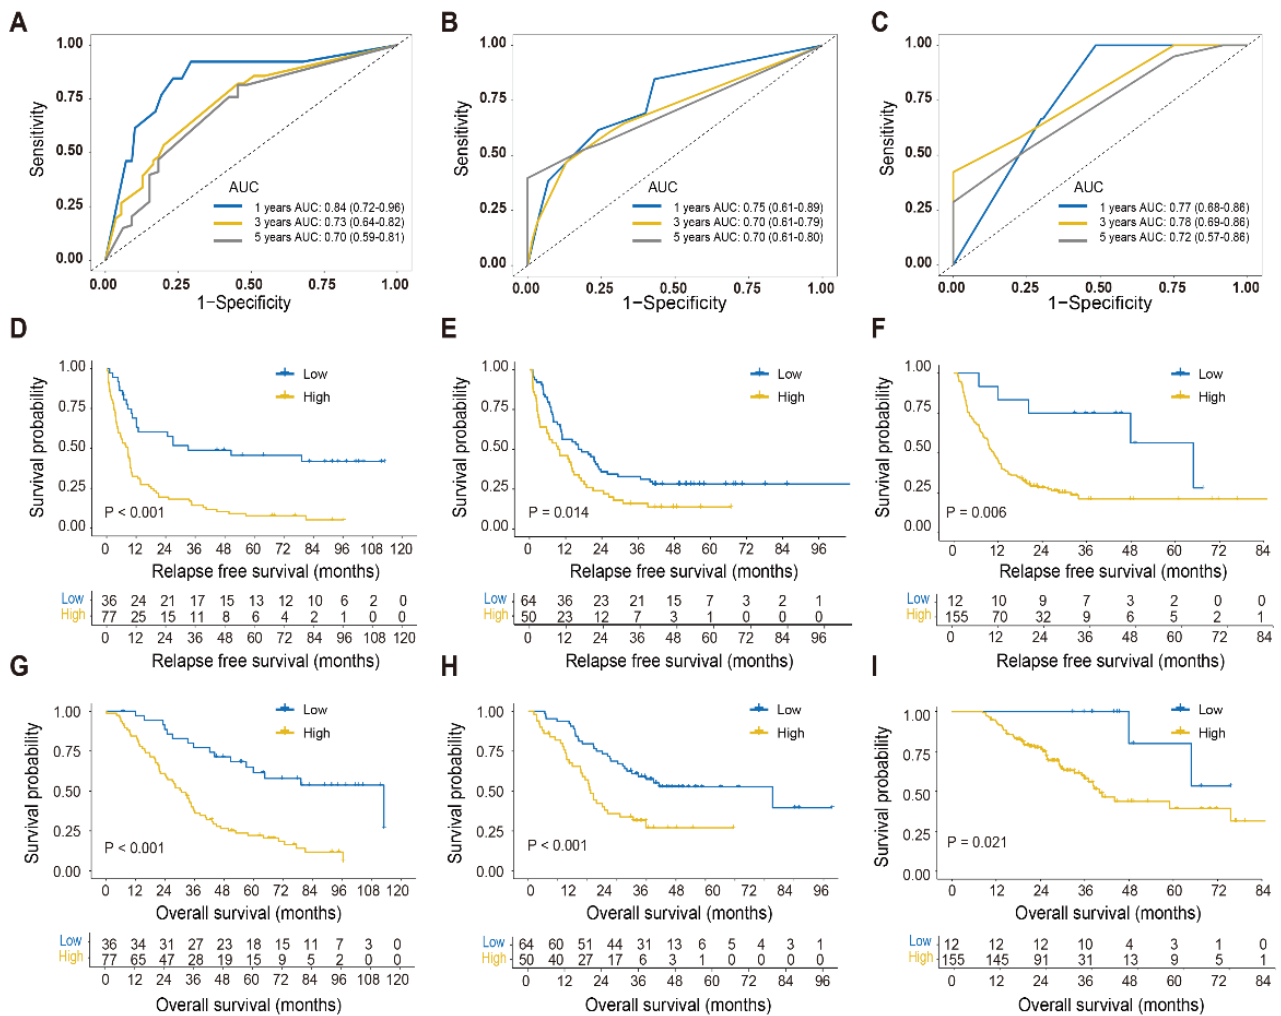 A
1.00
0.75
0.50
0.25
0.00
Sensitivity
AUC
1 years AUC: 0.84 (0.72-0.96)
3 years AUC: 0.73 (0.64-0.82)
5 years AUC: 0.70 (0.59-0.81)
0.00 0.25 0.50 0.75 1.00
1−Specificity
B
1.00
0.75
0.50
0.25
0.00
Sensitivity
AUC
1 years AUC: 0.75 (0.61-0.89)
3 years AUC: 0.70 (0.61-0.79)
5 years AUC: 0.70 (0.61-0.80)
0.00 0.25 0.50 0.75 1.00
1−Specificity
C
1.00
0.75
0.50
0.25
0.00
Sensitivity
AUC
1 years AUC: 0.77 (0.68-0.86)
3 years AUC: 0.78 (0.69-0.86)
5 years AUC: 0.72 (0.57-0.86)
0.00 0.25 0.50 0.75 1.00
1−Specificity
D
1.00
0.75
0.50
0.25
0.00
Survival probability
Low
High
P < 0.001
0 12 24 36 48 60 72 84 96 108 120
Relapse free survival (months)
Low 36 24 21 17 15 13 12 10 6 2 0
High 77 25 15 11 8 6 4 2 1 0 0
0 12 24 36 48 60 72 84 96 108 120
Relapse free survival (months)
E
1.00
0.75
0.50
0.25
0.00
Survival probability
Low
High
P = 0.014
0 12 24 36 48 60 72 84 96
Relapse free survival (months)
Low 64 36 23 21 15 7 3 2 1
High 50 23 12 7 3 1 0 0 0
0 12 24 36 48 60 72 84 96
Relapse free survival (months)
F
1.00
0.75
0.50
0.25
0.00
Survival probability
Low
High
P = 0.006
0 12 24 36 48 60 72 84
Relapse free survival (months)
Low 12 10 9 7 3 2 0 0
High 155 70 32 9 6 5 2 1
0 12 24 36 48 60 72 84
Relapse free survival (months)
G
1.00
0.75
0.50
0.25
0.00
Survival probability
Low
High
P < 0.001
0 12 24 36 48 60 72 84 96 108 120
Overall survival (months)
Low 36 34 31 27 23 18 15 11 7 3 0
High 77 65 47 28 19 15 9 5 2 0 0
0 12 24 36 48 60 72 84 96 108 120
Overall survival (months)
H
1.00
0.75
0.50
0.25
0.00
Survival probability
Low
High
P < 0.001
0 12 24 36 48 60 72 84 96
Overall survival (months)
Low 64 60 51 44 31 13 6 5 4 3 1
High 50 40 27 17 6 3 1 0 0 0 0
0 12 24 36 48 60 72 84 96
Overall survival (months)
I
1.00
0.75
0.50
0.25
0.00
Survival probability
Low
High
P = 0.021
0 12 24 36 48 60 72 84
Overall survival (months)
Low 12 12 12 10 4 3 1 0
High 155 145 91 31 13 9 5 1
0 12 24 36 48 60 72 84
Overall survival (months)